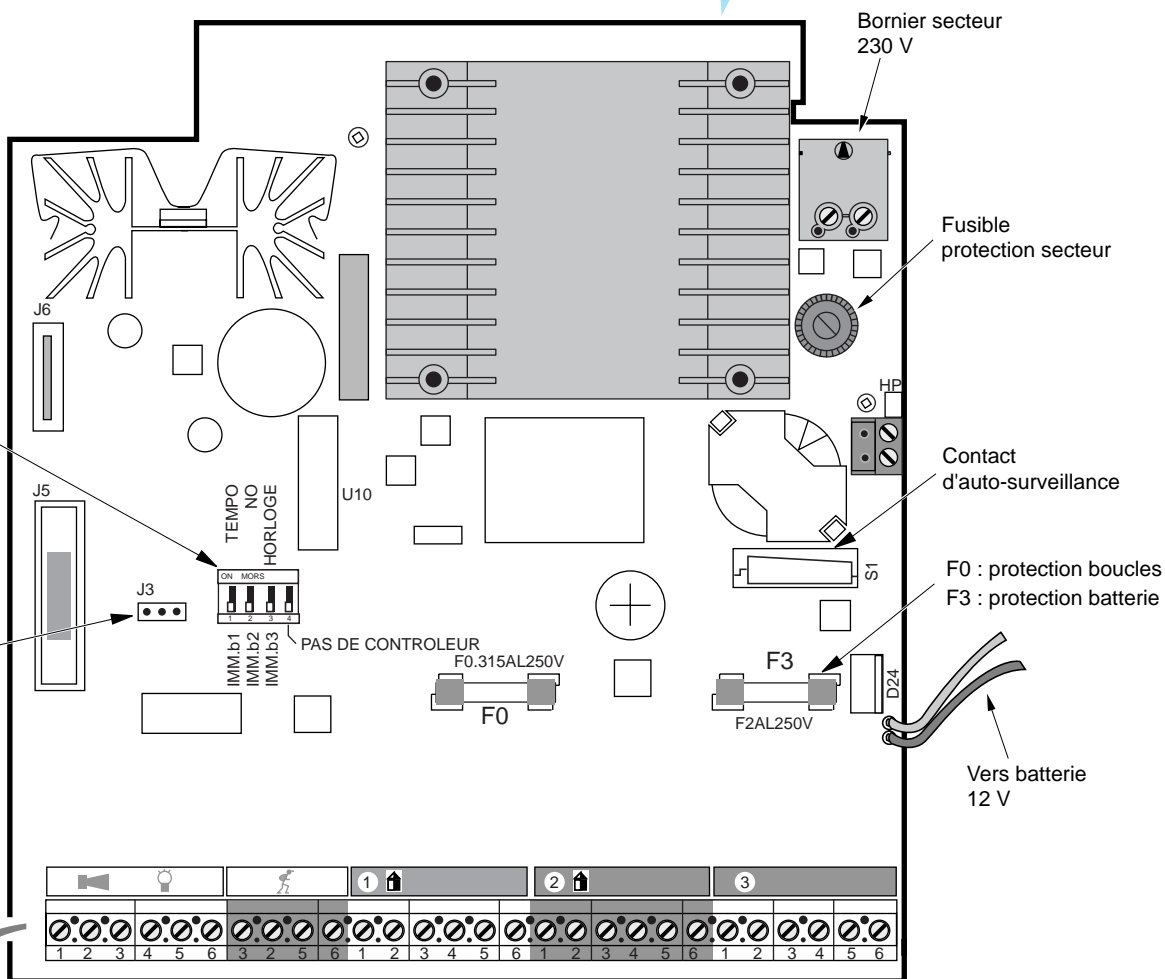 Bornier secteur
230 V
Fusible
protection secteur
J6
HP
Contact
d'auto-surveillance
J5
TEMPO
NO
HORLOGE
U10
S1
F0 : protection boucles
F3 : protection batterie
ON MORS
1 2 3 4
J3
IMM.b1
IMM.b2
IMM.b3
PAS DE CONTROLEUR
F0.315AL250V
F0
F3
F2AL250V
D24
Vers batterie
12 V
1 2 3
1 2 3 4 5 6 3 2 5 6 1 2 3 4 5 6 1 2 3 4 5 6 1 2 3 4 5 6